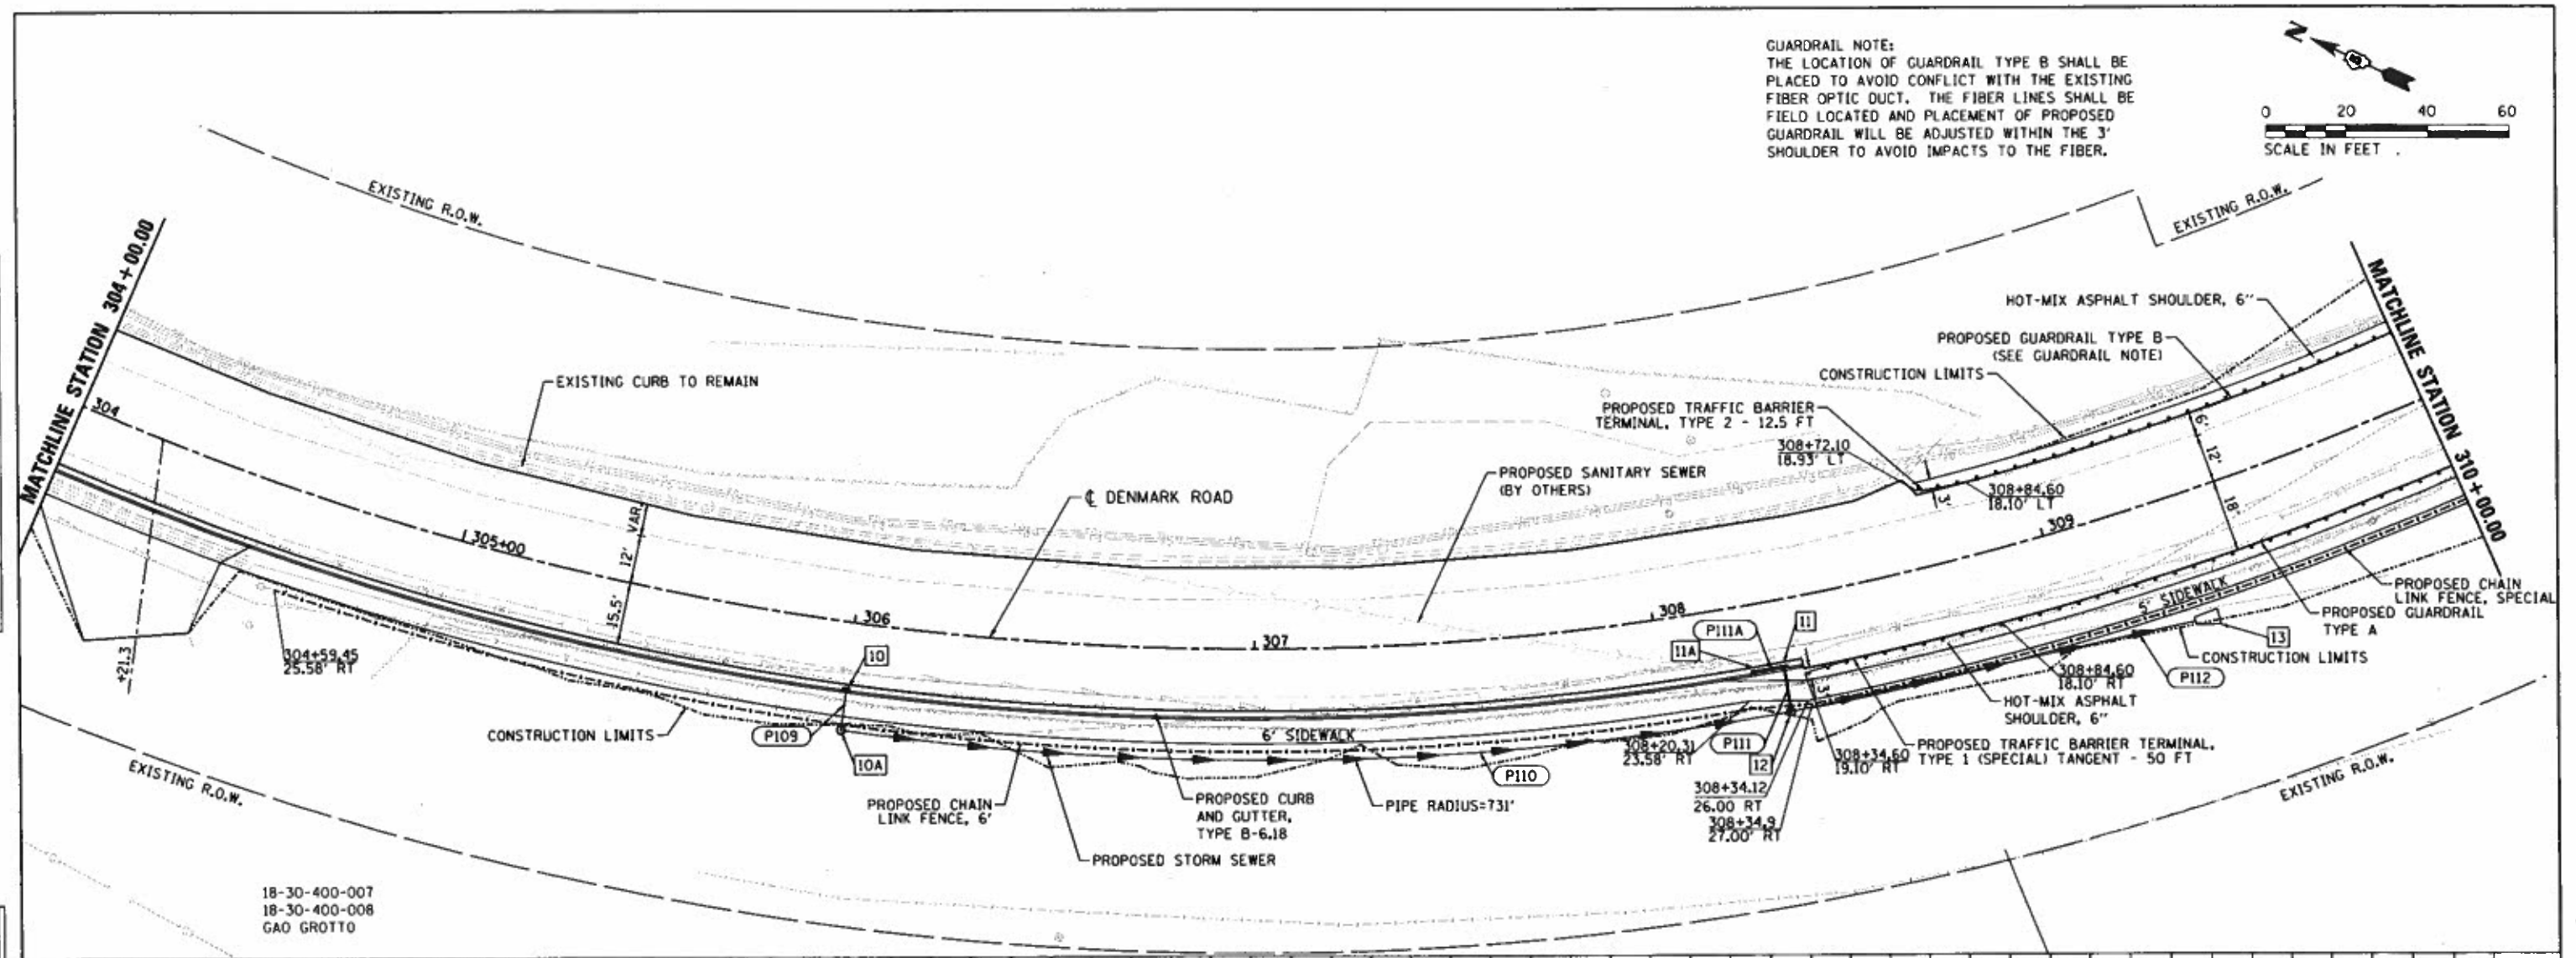 GUARDRAIL NOTE:
THE LOCATION OF GUARDRAIL TYPE B SHALL BE
PLACED TO AVOID CONFLICT WITH THE EXISTING
FIBER OPTIC DUCT. THE FIBER LINES SHALL BE
FIELD LOCATED AND PLACEMENT OF PROPOSED
GUARDRAIL WILL BE ADJUSTED WITHIN THE 3'
SHOULDER TO AVOID IMPACTS TO THE FIBER.
N
0 20 40 60
SCALE IN FEET
EXISTING R.O.W.
EXISTING R.O.W.
MATCHLINE STATION 304+00.00
MATCHLINE STATION 310+00.00
HOT-MIX ASPHALT SHOULDER, 6"
PROPOSED GUARDRAIL TYPE B
(SEE GUARDRAIL NOTE)
CONSTRUCTION LIMITS
PROPOSED TRAFFIC BARRIER
TERMINAL, TYPE 2 - 12.5 FT
308+72.10
18.93' LT
308+84.60
18.10' LT
3'
6'
12'
18'
EXISTING CURB TO REMAIN
304
305+00
306
307
308
309
12'
VAR.
15.5'
℄ DENMARK ROAD
PROPOSED SANITARY SEWER
(BY OTHERS)
+21.3
304+59.45
25.58' RT
CONSTRUCTION LIMITS
10
P109
10A
PROPOSED CHAIN
LINK FENCE, 6'
PROPOSED STORM SEWER
6' SIDEWALK
PROPOSED CURB
AND GUTTER,
TYPE B-6.18
PIPE RADIUS=731'
P110
308+20.31
23.58' RT
P111A
11
11A
P111
12
3'
308+34.12
26.00 RT
308+34.9
27.00' RT
308+34.60
19.10' RT
PROPOSED TRAFFIC BARRIER TERMINAL,
TYPE 1 (SPECIAL) TANGENT - 50 FT
HOT-MIX ASPHALT
SHOULDER, 6"
308+84.60
18.10' RT
5' SIDEWALK
P112
13
CONSTRUCTION LIMITS
PROPOSED GUARDRAIL
TYPE A
PROPOSED CHAIN
LINK FENCE, SPECIAL
EXISTING R.O.W.
EXISTING R.O.W.
18-30-400-007
18-30-400-008
GAO GROTTO